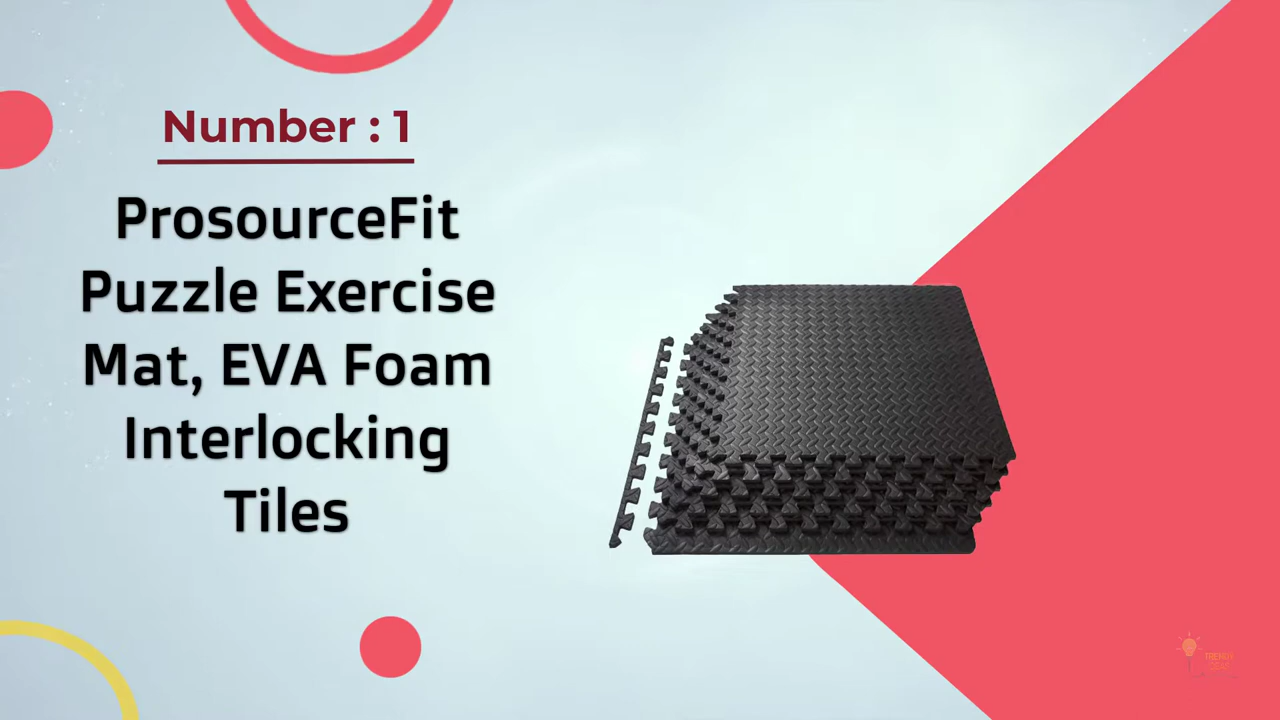 Number : 1
ProsourceFit
Puzzle Exercise
Mat, EVA Foam
Interlocking
Tiles